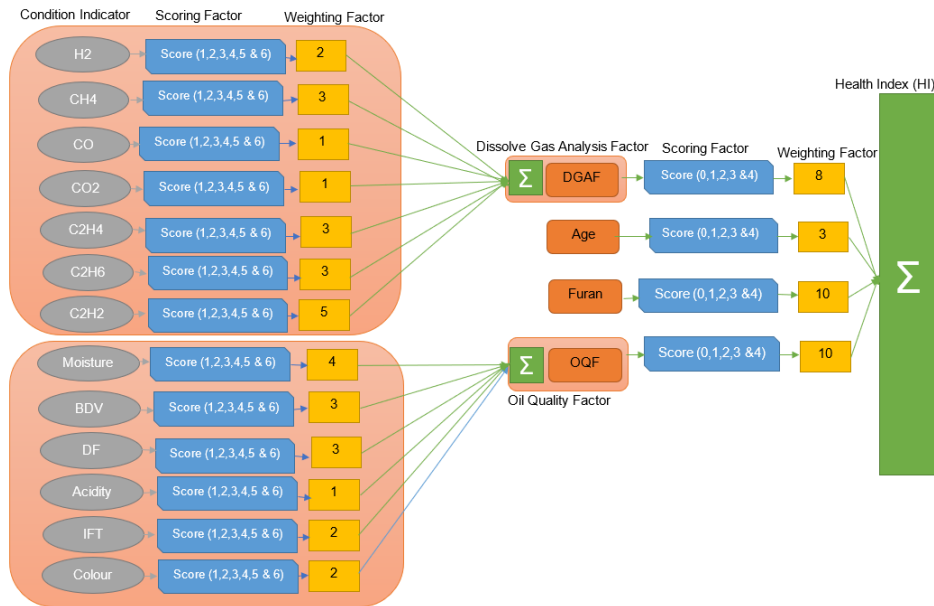 Condition Indicator Scoring Factor Weighting Factor
H2 Score (1,2,3,4,5 & 6) 2
CH4 Score (1,2,3,4,5 & 6) 3
CO Score (1,2,3,4,5 & 6) 1
CO2 Score (1,2,3,4,5 & 6) 1
C2H4 Score (1,2,3,4,5 & 6) 3
C2H6 Score (1,2,3,4,5 & 6) 3
C2H2 Score (1,2,3,4,5 & 6) 5
Moisture Score (1,2,3,4,5 & 6) 4
BDV Score (1,2,3,4,5 & 6) 3
DF Score (1,2,3,4,5 & 6) 3
Acidity Score (1,2,3,4,5 & 6) 1
IFT Score (1,2,3,4,5 & 6) 2
Colour Score (1,2,3,4,5 & 6) 2
Dissolve Gas Analysis Factor Scoring Factor Weighting Factor
Σ DGAF Score (0,1,2,3 &4) 8
Age Score (0,1,2,3 &4) 3
Furan Score (0,1,2,3 &4) 10
Σ OQF Score (0,1,2,3 &4) 10
Oil Quality Factor
Health Index (HI)
Σ